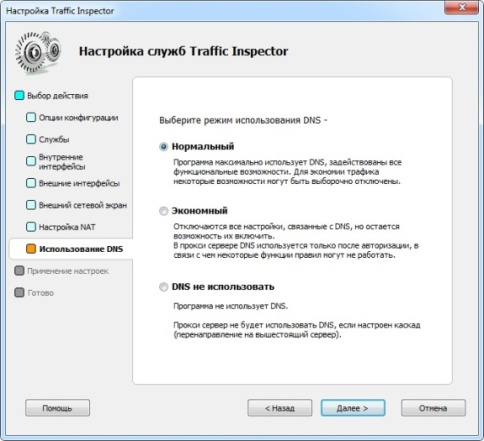 Настройка Traffic Inspector
Настройка служб Traffic Inspector
Выбор действия
Опции конфигурации
Службы
Внутренние
интерфейсы
Внешние интерфейсы
Внешний сетевой экран
Настройка NAT
Использование DNS
Применение настроек
Готово
Выберите режим использования DNS -
Нормальный
Программа максимально использует DNS, задействованы все
функциональные возможности. Для экономии трафика
некоторые возможности могут быть выборочно отключены.
Экономный
Отключаются все настройки, связанные с DNS, но остается
возможность их включить.
В прокси сервере DNS используется только после авторизации, в
связи с чем некоторые функции правил могут не работать.
DNS не использовать
Программа не использует DNS.
Прокси сервер не будет использовать DNS, если настроен каскад
(перенаправление на вышестоящий сервер).
Помощь
< Назад
Далее >
Отмена